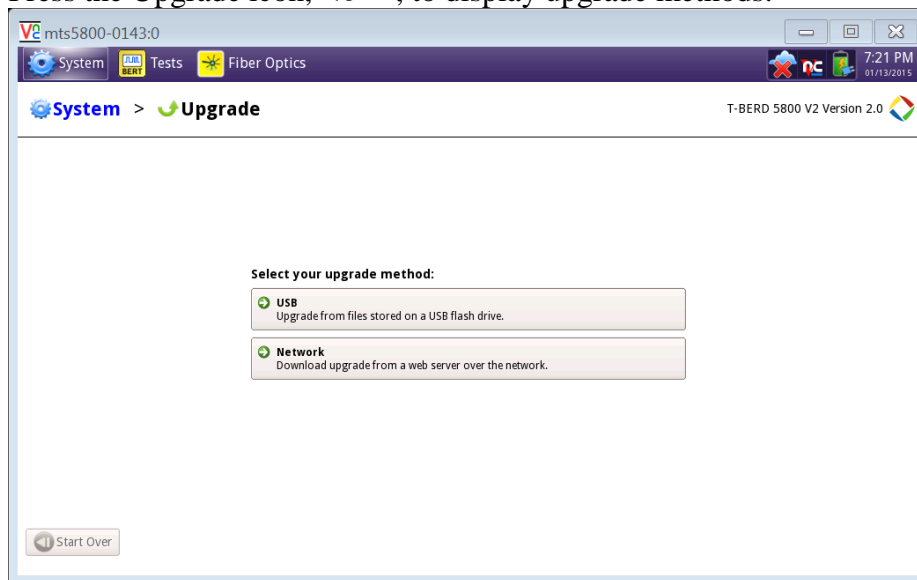 Press the Upgrade icon, , to display upgrade methods.
V2 mts5800-0143:0
System BERT Tests Fiber Optics
7:21 PM
01/13/2015
System > Upgrade
T-BERD 5800 V2 Version 2.0
Select your upgrade method:
USB
Upgrade from files stored on a USB flash drive.
Network
Download upgrade from a web server over the network.
Start Over